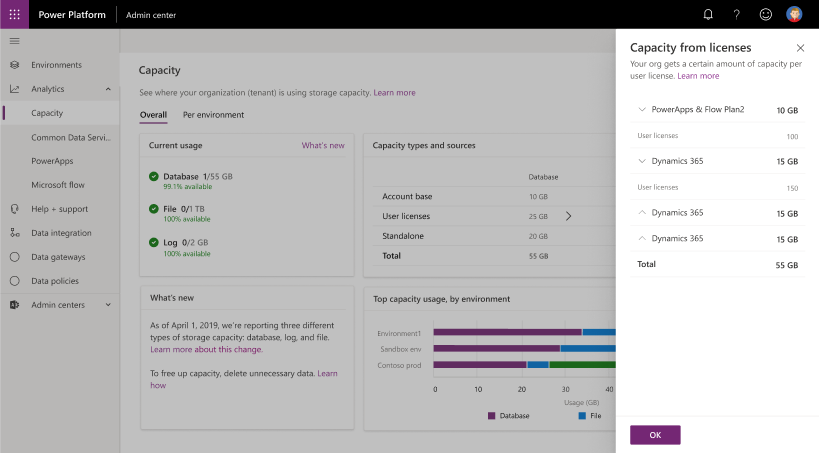 Power Platform
Admin center
Environments
Analytics
Capacity
Common Data Servi...
PowerApps
Microsoft flow
Help + support
Data integration
Data gateways
Data policies
Admin centers
Capacity
See where your organization (tenant) is using storage capacity. Learn more
Overall
Per environment
Current usage
What's new
Database 1/55 GB
99.1% available
File 0/1 TB
100% available
Log 0/2 GB
100% available
Capacity types and sources
Database
Account base 10 GB
User licenses 25 GB
Standalone 20 GB
Total 55 GB
What's new
As of April 1, 2019, we're reporting three different
types of storage capacity: database, log, and file.
Learn more about this change.
To free up capacity, delete unnecessary data. Learn
how
Top capacity usage, by environment
Environment1
Sandbox env
Contoso prod
0 10 20 30 40
Usage (GB)
Database File
Capacity from licenses
Your org gets a certain amount of capacity per
user license. Learn more
PowerApps & Flow Plan2 10 GB
User licenses 100
Dynamics 365 15 GB
User licenses 150
Dynamics 365 15 GB
Dynamics 365 15 GB
Total 55 GB
OK